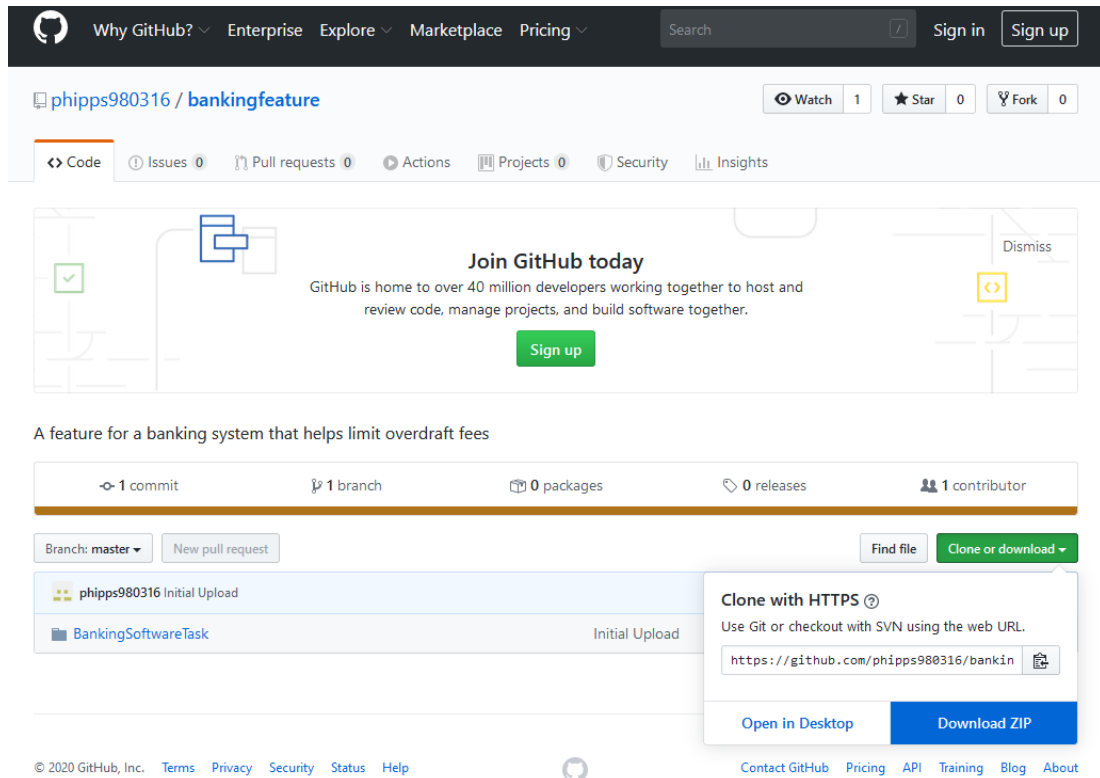 Why GitHub? Enterprise Explore Marketplace Pricing Search / Sign in Sign up
phipps980316 / bankingfeature Watch 1 Star 0 Fork 0
Code Issues 0 Pull requests 0 Actions Projects 0 Security Insights
Dismiss
Join GitHub today
GitHub is home to over 40 million developers working together to host and
review code, manage projects, and build software together.
Sign up
A feature for a banking system that helps limit overdraft fees
1 commit 1 branch 0 packages 0 releases 1 contributor
Branch: master New pull request Find file Clone or download
phipps980316 Initial Upload
BankingSoftwareTask Initial Upload
Clone with HTTPS ?
Use Git or checkout with SVN using the web URL.
https://github.com/phipps980316/bankin
Open in Desktop Download ZIP
© 2020 GitHub, Inc. Terms Privacy Security Status Help Contact GitHub Pricing API Training Blog About